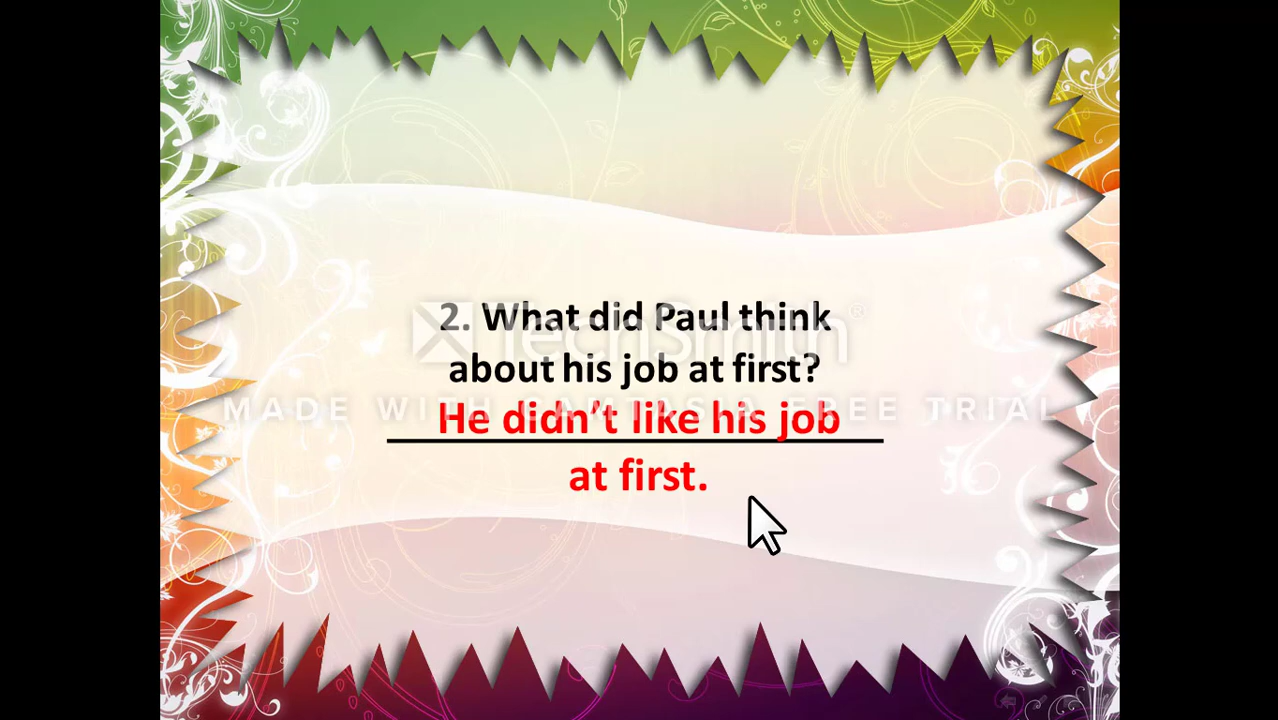 2. What did Paul think
about his job at first?
He didn't like his job
at first.
TechSmith®
MADE WITH CAMTASIA FREE TRIAL